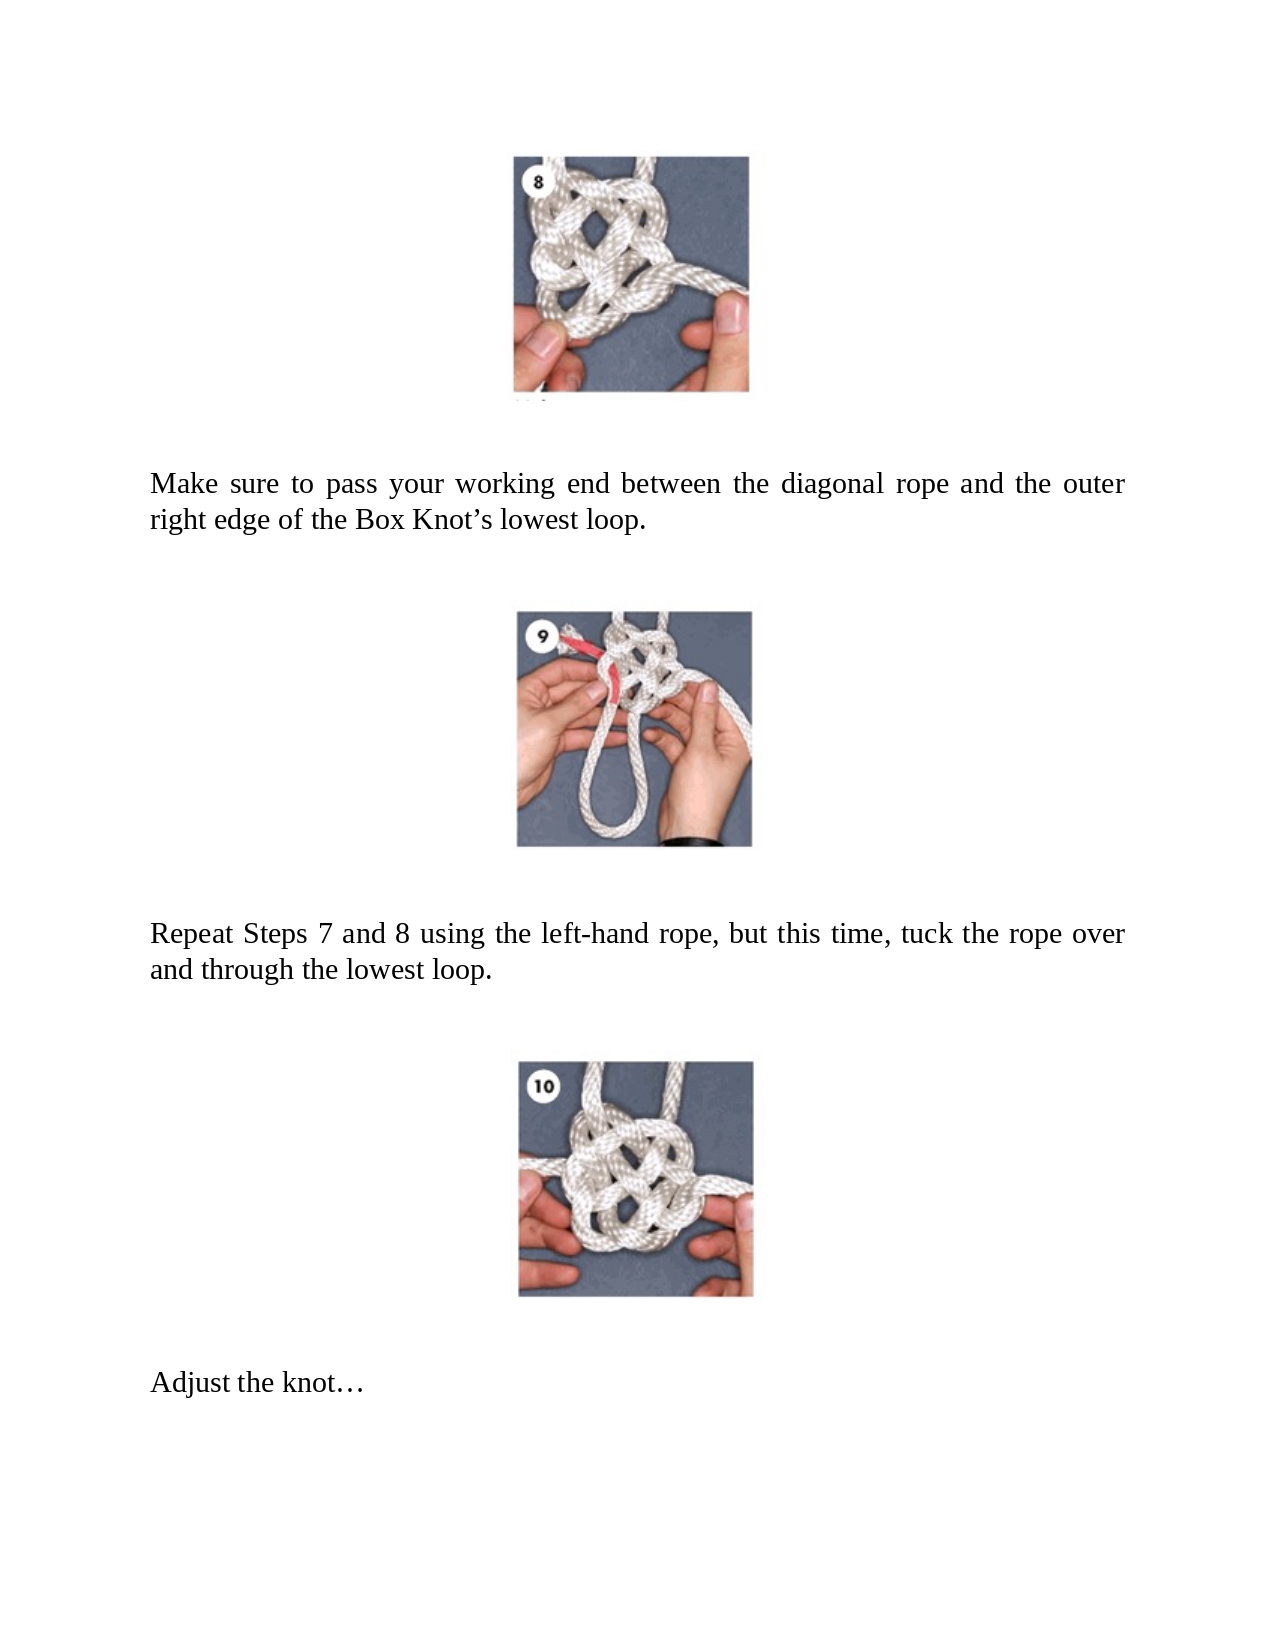 8
Make sure to pass your working end between the diagonal rope and the outer
right edge of the Box Knot’s lowest loop.
9
Repeat Steps 7 and 8 using the left-hand rope, but this time, tuck the rope over
and through the lowest loop.
10
Adjust the knot…